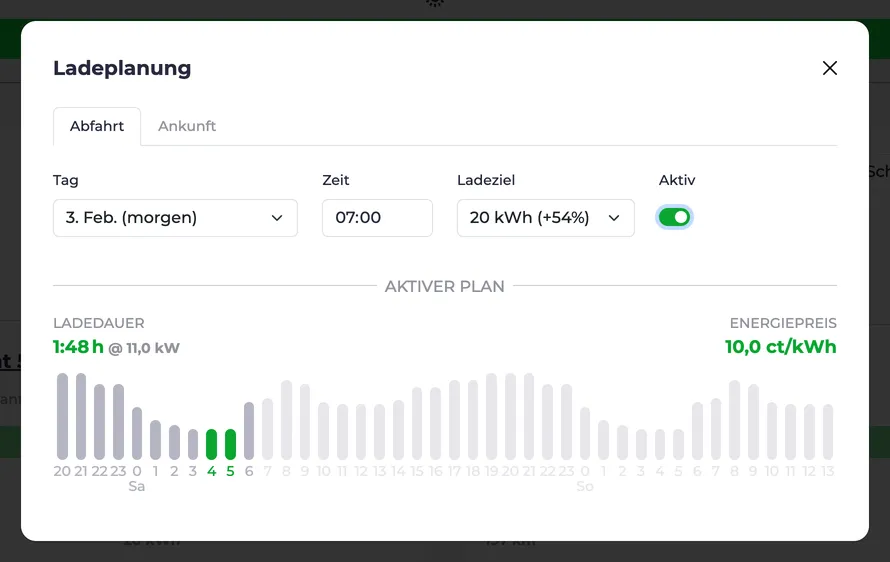 Ladeplanung
Abfahrt Ankunft
Tag Zeit Ladeziel Aktiv
3. Feb. (morgen) 07:00 20 kWh (+54%)
AKTIVER PLAN
LADEDAUER ENERGIEPREIS
1:48 h @ 11,0 kW 10,0 ct/kWh
20 21 22 23 0 1 2 3 4 5 6 7 8 9 10 11 12 13 14 15 16 17 18 19 20 21 22 23 0 1 2 3 4 5 6 7 8 9 10 11 12 13
Sa So